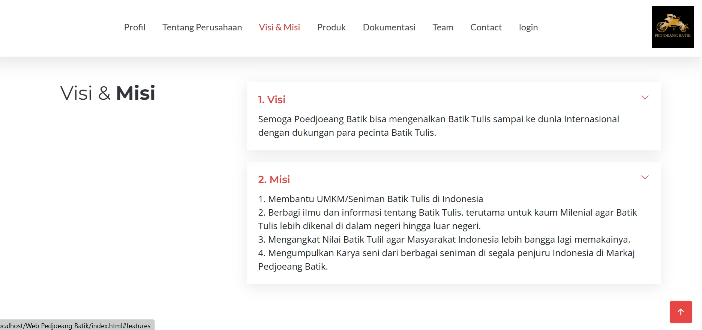 Profil Tentang Perusahaan Visi & Misi Produk Dokumentasi Team Contact login
PEDJOEANG BATIK
Visi & Misi
1. Visi
Semoga Poedjoeang Batik bisa mengenalkan Batik Tulis sampai ke dunia Internasional
dengan dukungan para pecinta Batik Tulis.
2. Misi
1. Membantu UMKM/Seniman Batik Tulis di Indonesia
2. Berbagi ilmu dan informasi tentang Batik Tulis, terutama untuk kaum Milenial agar Batik
Tulis lebih dikenal di dalam negeri hingga luar negeri.
3. Mengangkat Nilai Batik Tulil agar Masyarakat Indonesia lebih bangga lagi memakainya.
4. Mengumpulkan Karya seni dari berbagai seniman di segala penjuru Indonesia di Markaj
Pedjoeang Batik.
ocalhost/Web Pedjoeang Batik/index.html#features